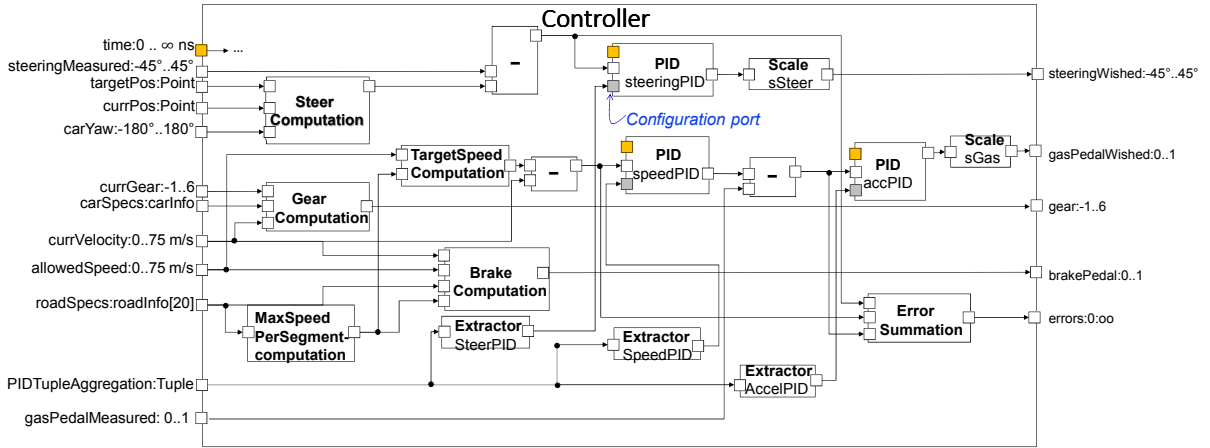 Controller
time:0 .. ∞ ns
...
steeringMeasured:-45°..45°
targetPos:Point
currPos:Point
carYaw:-180°..180°
Steer
Computation
-
PID
steeringPID
Scale
sSteer
steeringWished:-45°..45°
Configuration port
currGear:-1..6
carSpecs:carInfo
Gear
Computation
TargetSpeed
Computation
-
PID
speedPID
-
PID
accPID
Scale
sGas
gasPedalWished:0..1
gear:-1..6
currVelocity:0..75 m/s
allowedSpeed:0..75 m/s
roadSpecs:roadInfo[20]
Brake
Computation
brakePedal:0..1
MaxSpeed
PerSegment-
computation
Extractor
SteerPID
Extractor
SpeedPID
Error
Summation
errors:0:oo
PIDTupleAggregation:Tuple
Extractor
AccelPID
gasPedalMeasured: 0..1